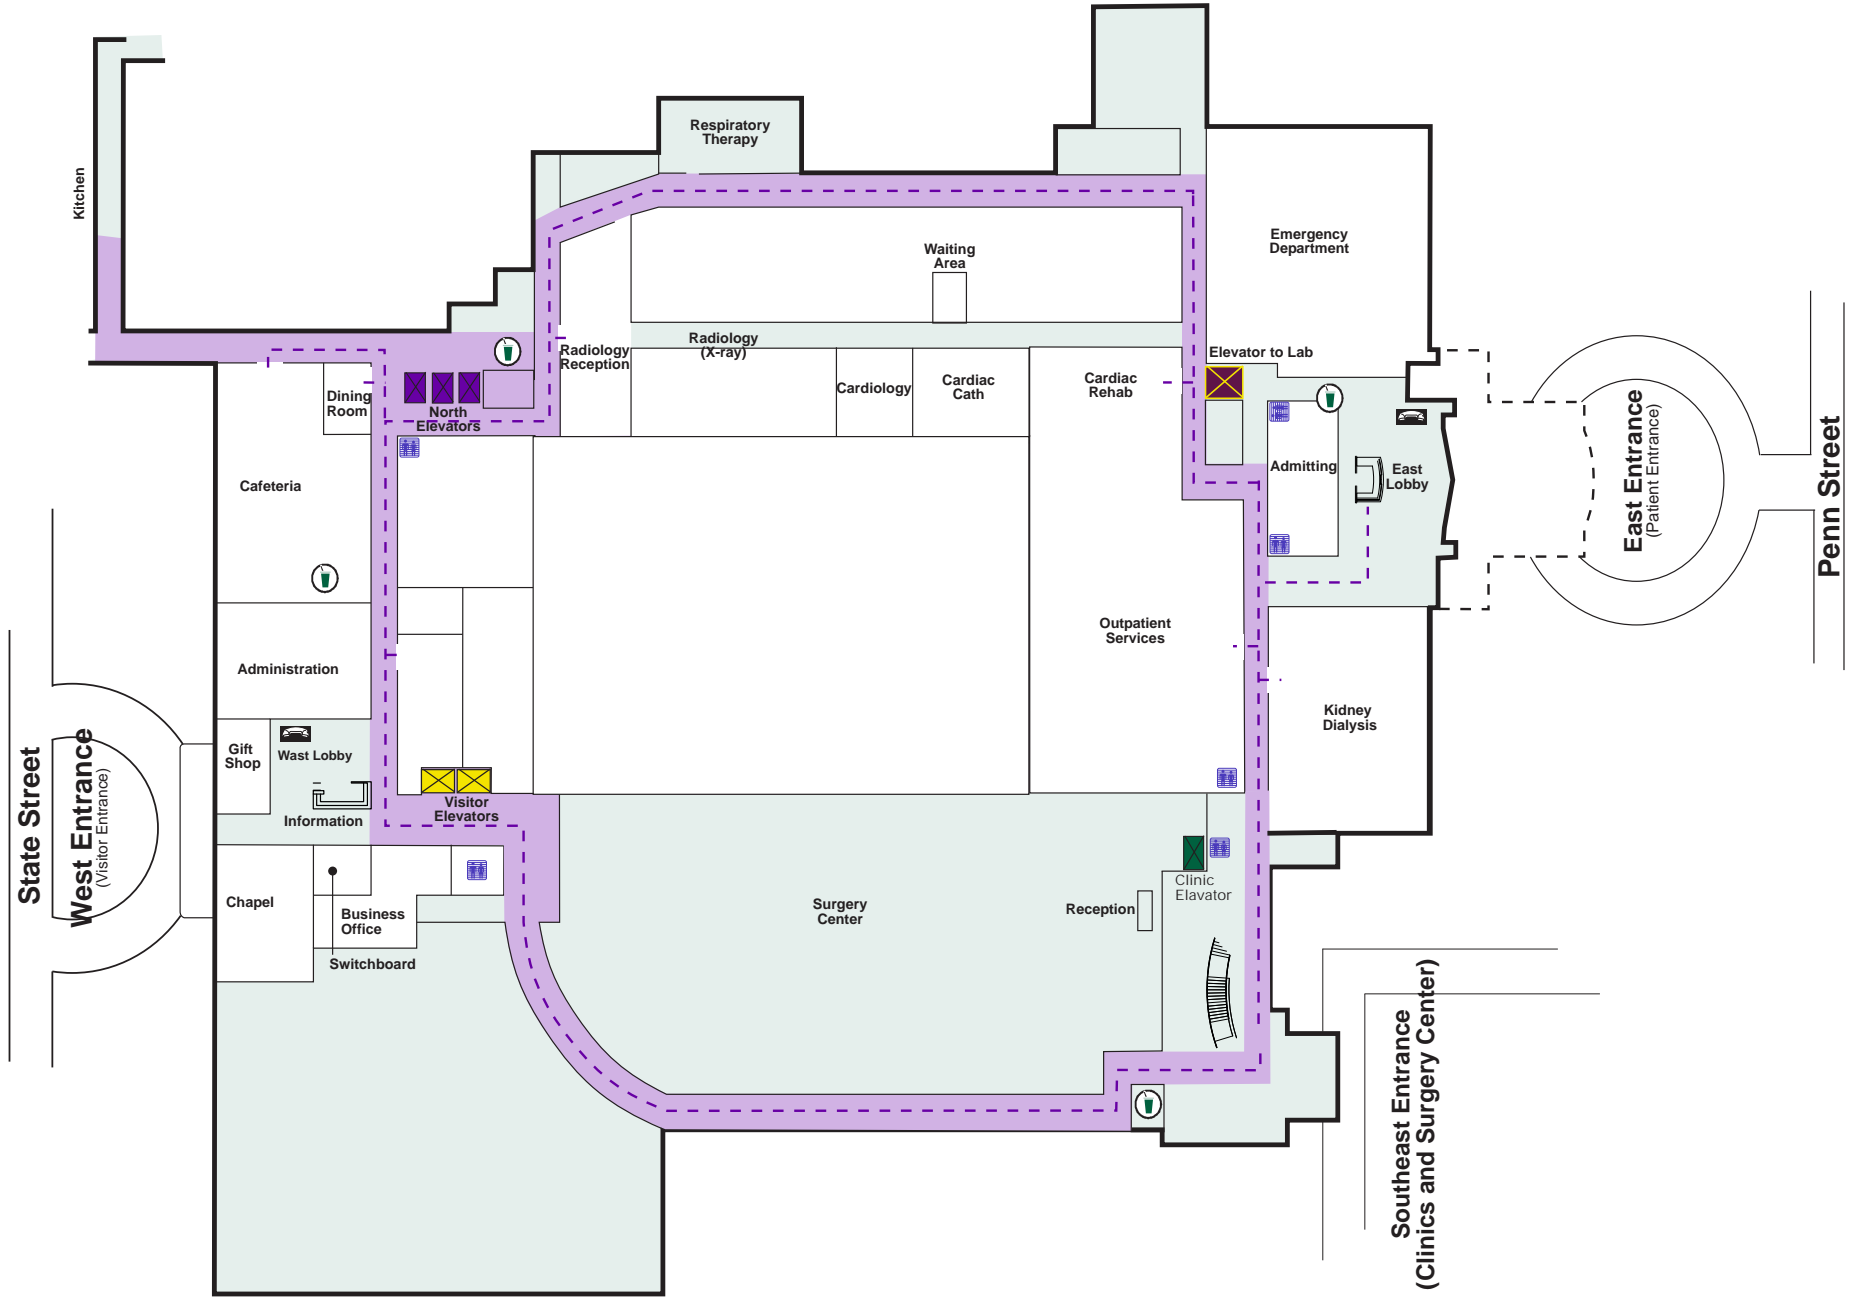 Respiratory
Therapy
Kitchen
Emergency
Department
Waiting
Area
Radiology
(X-ray)
Radiology
Reception
Elevator to Lab
Cardiology
Cardiac
Cath
Cardiac
Rehab
Dining
Room
North
Elevators
Admitting
East
Lobby
East Entrance
(Patient Entrance)
Penn Street
Cafeteria
Outpatient
Services
Administration
Kidney
Dialysis
Gift
Shop
Wast Lobby
Information
Visitor
Elevators
State Street
West Entrance
(Visitor Entrance)
Clinic
Elavator
Chapel
Business
Office
Switchboard
Surgery
Center
Reception
Southeast Entrance
(Clinics and Surgery Center)